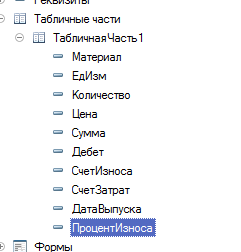 Реквизиты
Табличные части
ТабличнаяЧасть1
Материал
ЕдИзм
Количество
Цена
Сумма
Дебет
СчетИзноса
СчетЗатрат
ДатаВыпуска
ПроцентИзноса
Формы